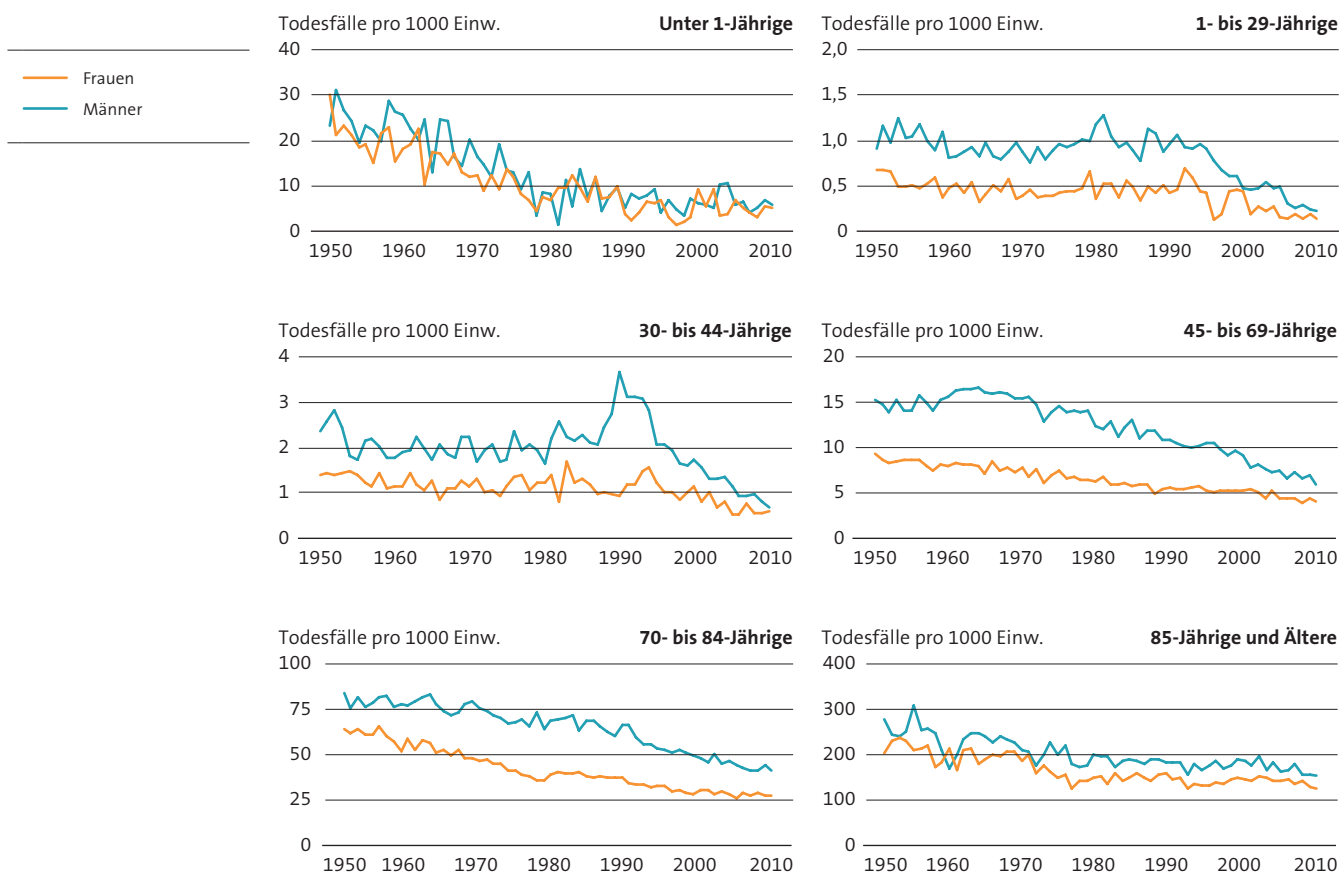 Frauen
Männer
Todesfälle pro 1000 Einw. Unter 1-Jährige
40
30
20
10
0
1950 1960 1970 1980 1990 2000 2010
Todesfälle pro 1000 Einw. 1- bis 29-Jährige
2,0
1,5
1,0
0,5
0
1950 1960 1970 1980 1990 2000 2010
Todesfälle pro 1000 Einw. 30- bis 44-Jährige
4
3
2
1
0
1950 1960 1970 1980 1990 2000 2010
Todesfälle pro 1000 Einw. 45- bis 69-Jährige
20
15
10
5
0
1950 1960 1970 1980 1990 2000 2010
Todesfälle pro 1000 Einw. 70- bis 84-Jährige
100
75
50
25
0
1950 1960 1970 1980 1990 2000 2010
Todesfälle pro 1000 Einw. 85-Jährige und Ältere
400
300
200
100
0
1950 1960 1970 1980 1990 2000 2010